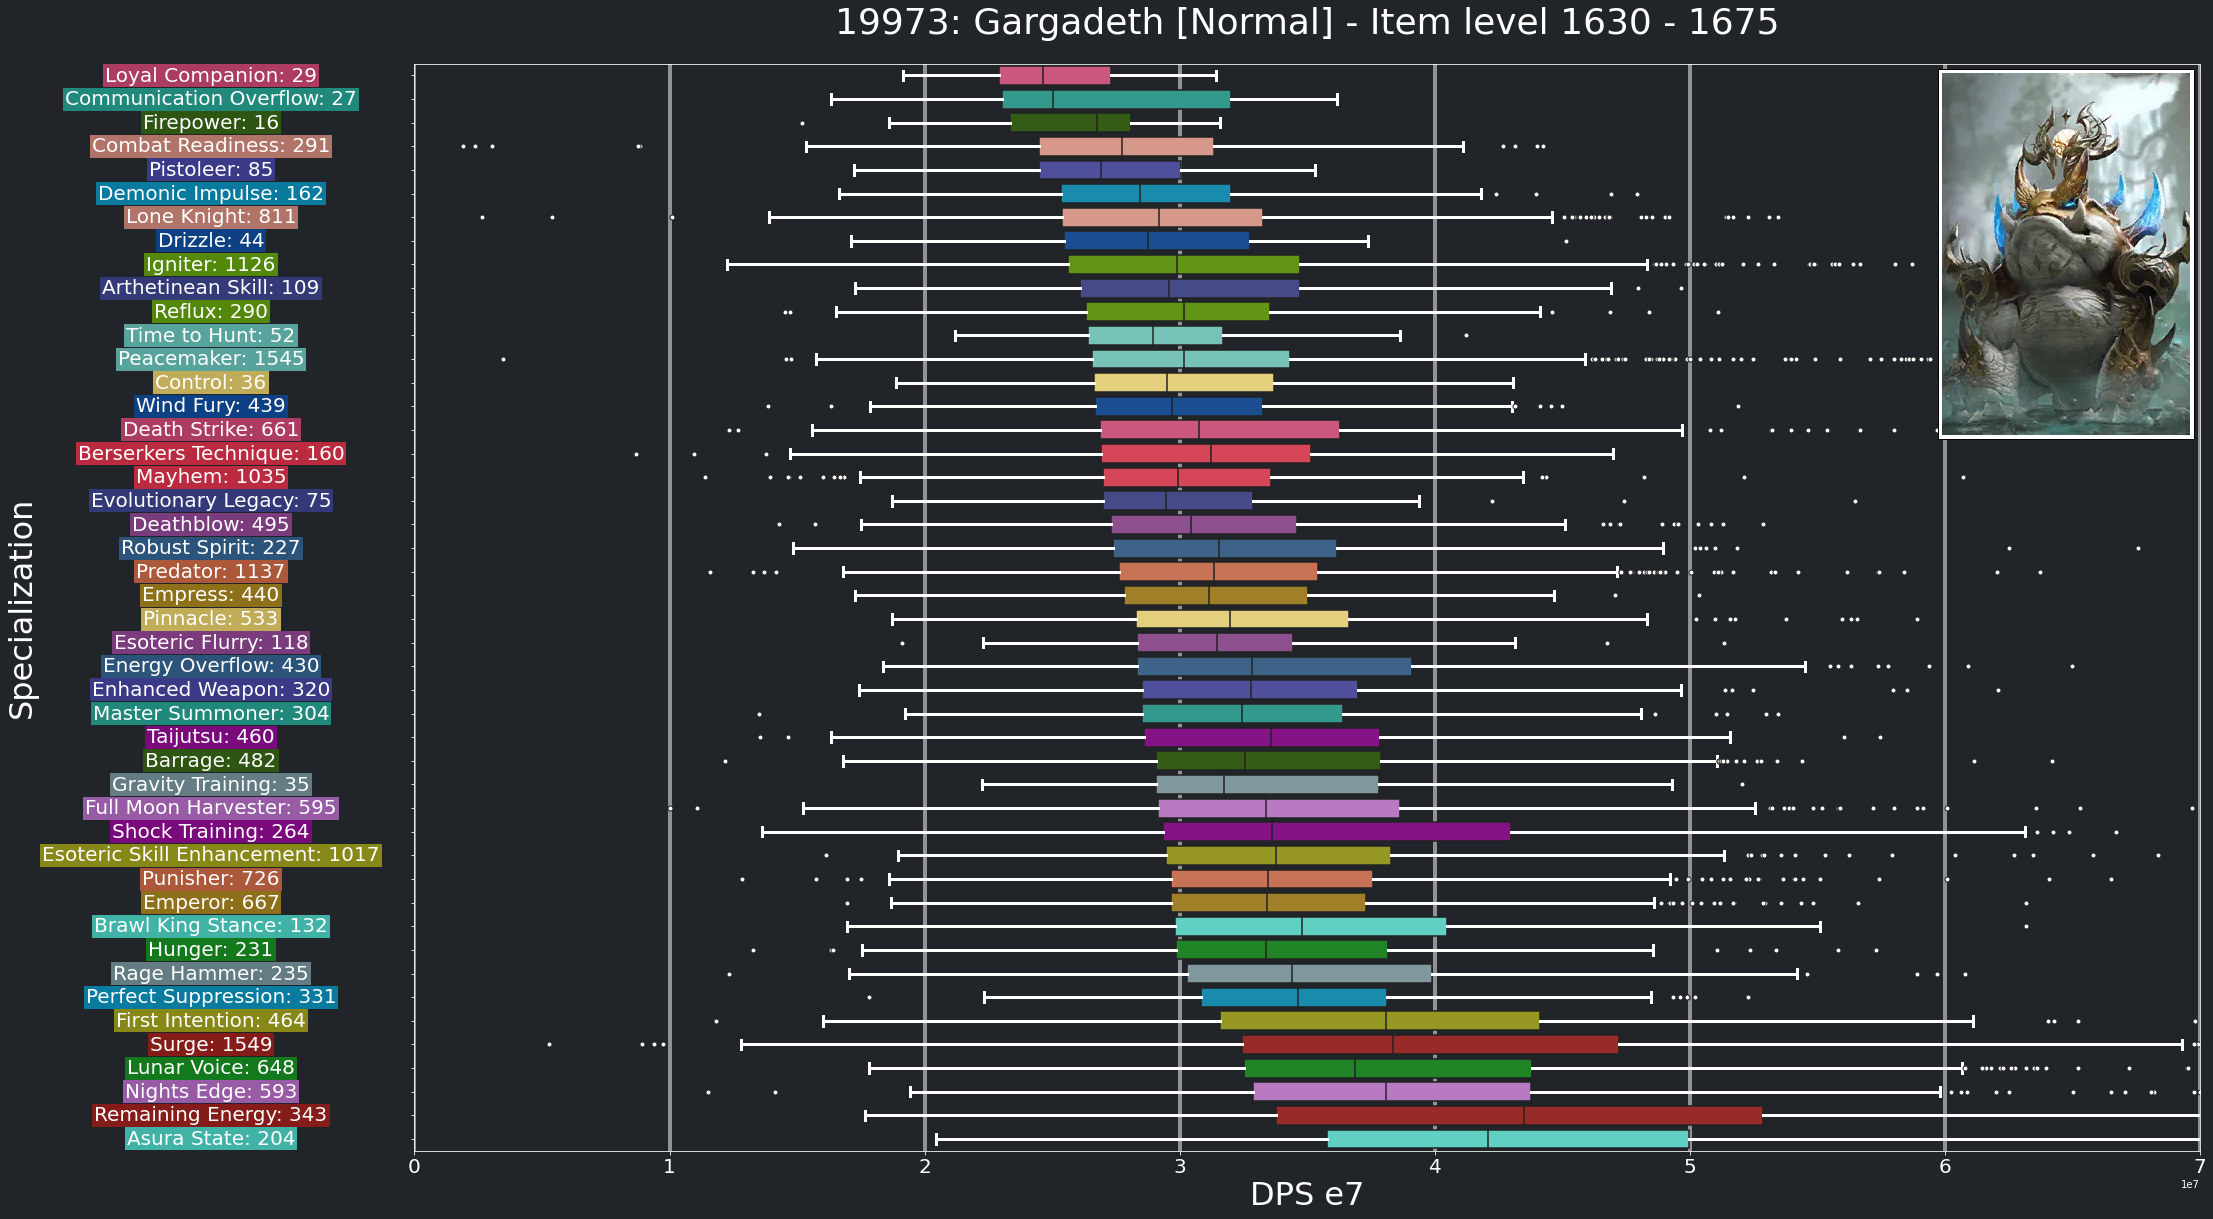 19973: Gargadeth [Normal] - Item level 1630 - 1675
Specialization
Loyal Companion: 29
Communication Overflow: 27
Firepower: 16
Combat Readiness: 291
Pistoleer: 85
Demonic Impulse: 162
Lone Knight: 811
Drizzle: 44
Igniter: 1126
Arthetinean Skill: 109
Reflux: 290
Time to Hunt: 52
Peacemaker: 1545
Control: 36
Wind Fury: 439
Death Strike: 661
Berserkers Technique: 160
Mayhem: 1035
Evolutionary Legacy: 75
Deathblow: 495
Robust Spirit: 227
Predator: 1137
Empress: 440
Pinnacle: 533
Esoteric Flurry: 118
Energy Overflow: 430
Enhanced Weapon: 320
Master Summoner: 304
Taijutsu: 460
Barrage: 482
Gravity Training: 35
Full Moon Harvester: 595
Shock Training: 264
Esoteric Skill Enhancement: 1017
Punisher: 726
Emperor: 667
Brawl King Stance: 132
Hunger: 231
Rage Hammer: 235
Perfect Suppression: 331
First Intention: 464
Surge: 1549
Lunar Voice: 648
Nights Edge: 593
Remaining Energy: 343
Asura State: 204
0 1 2 3 4 5 6 7
1e7
DPS e7